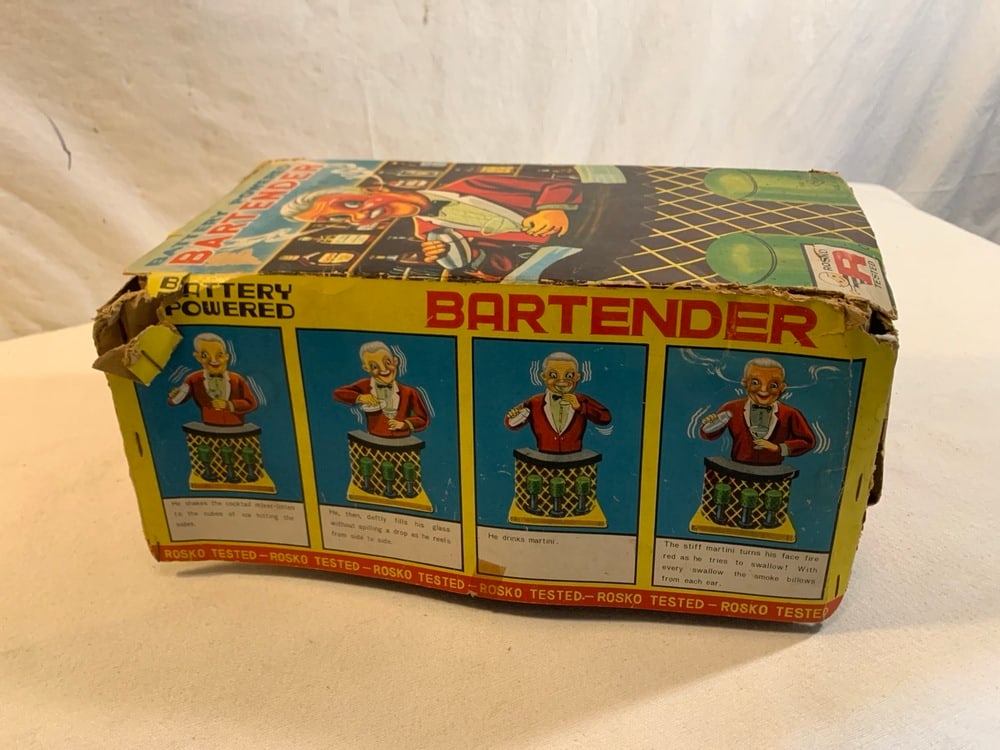 BATTERY POWERED
BARTENDER
ROSKO
R
TESTED
BATTERY
POWERED
BARTENDER
He shakes the cocktail mixer-listen
to the cubes of ice hitting the
sides.
He, then, deftly fills his glass
without spilling a drop as he reels
from side to side.
He drinks martini.
The stiff martini turns his face fire
red as he tries to swallow! With
every swallow the smoke billows
from each ear.
ROSKO TESTED — ROSKO TESTED — ROSKO TESTED — ROSKO TESTED — ROSKO TESTED — ROSKO TESTED